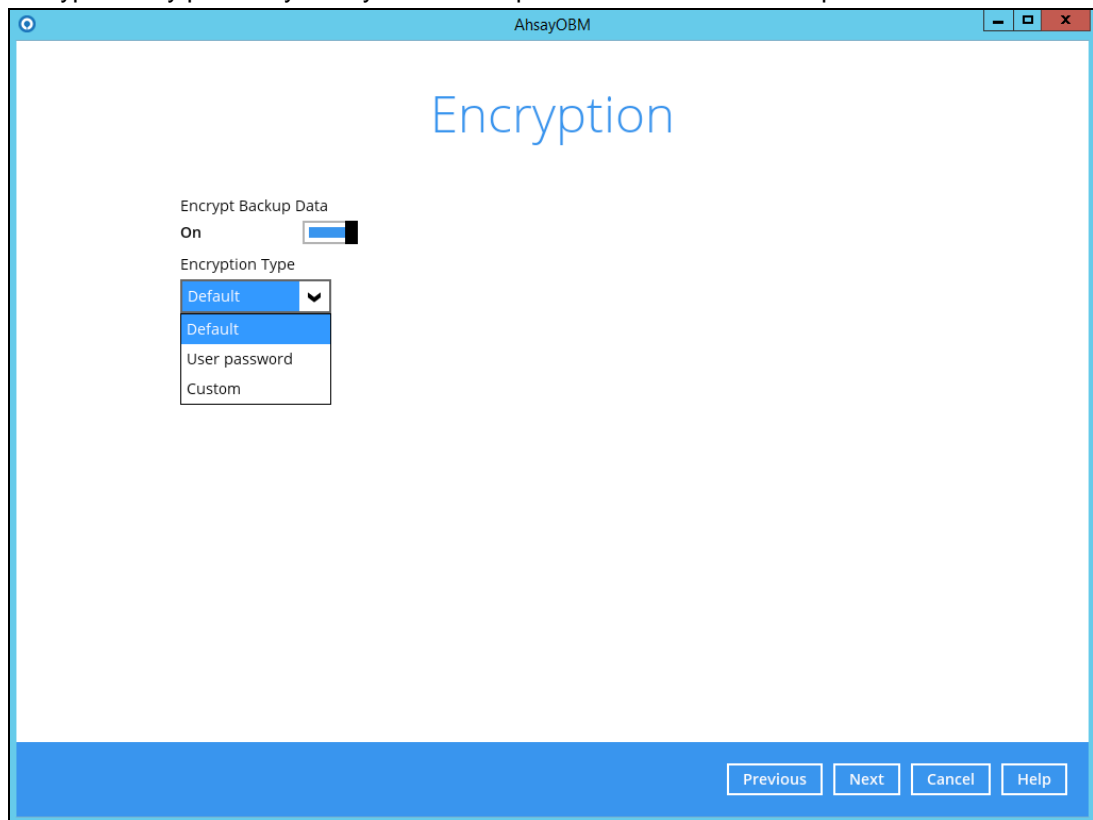 AhsayOBM
Encryption
Encrypt Backup Data
On
Encryption Type
Default
Default
User password
Custom
Previous Next Cancel Help